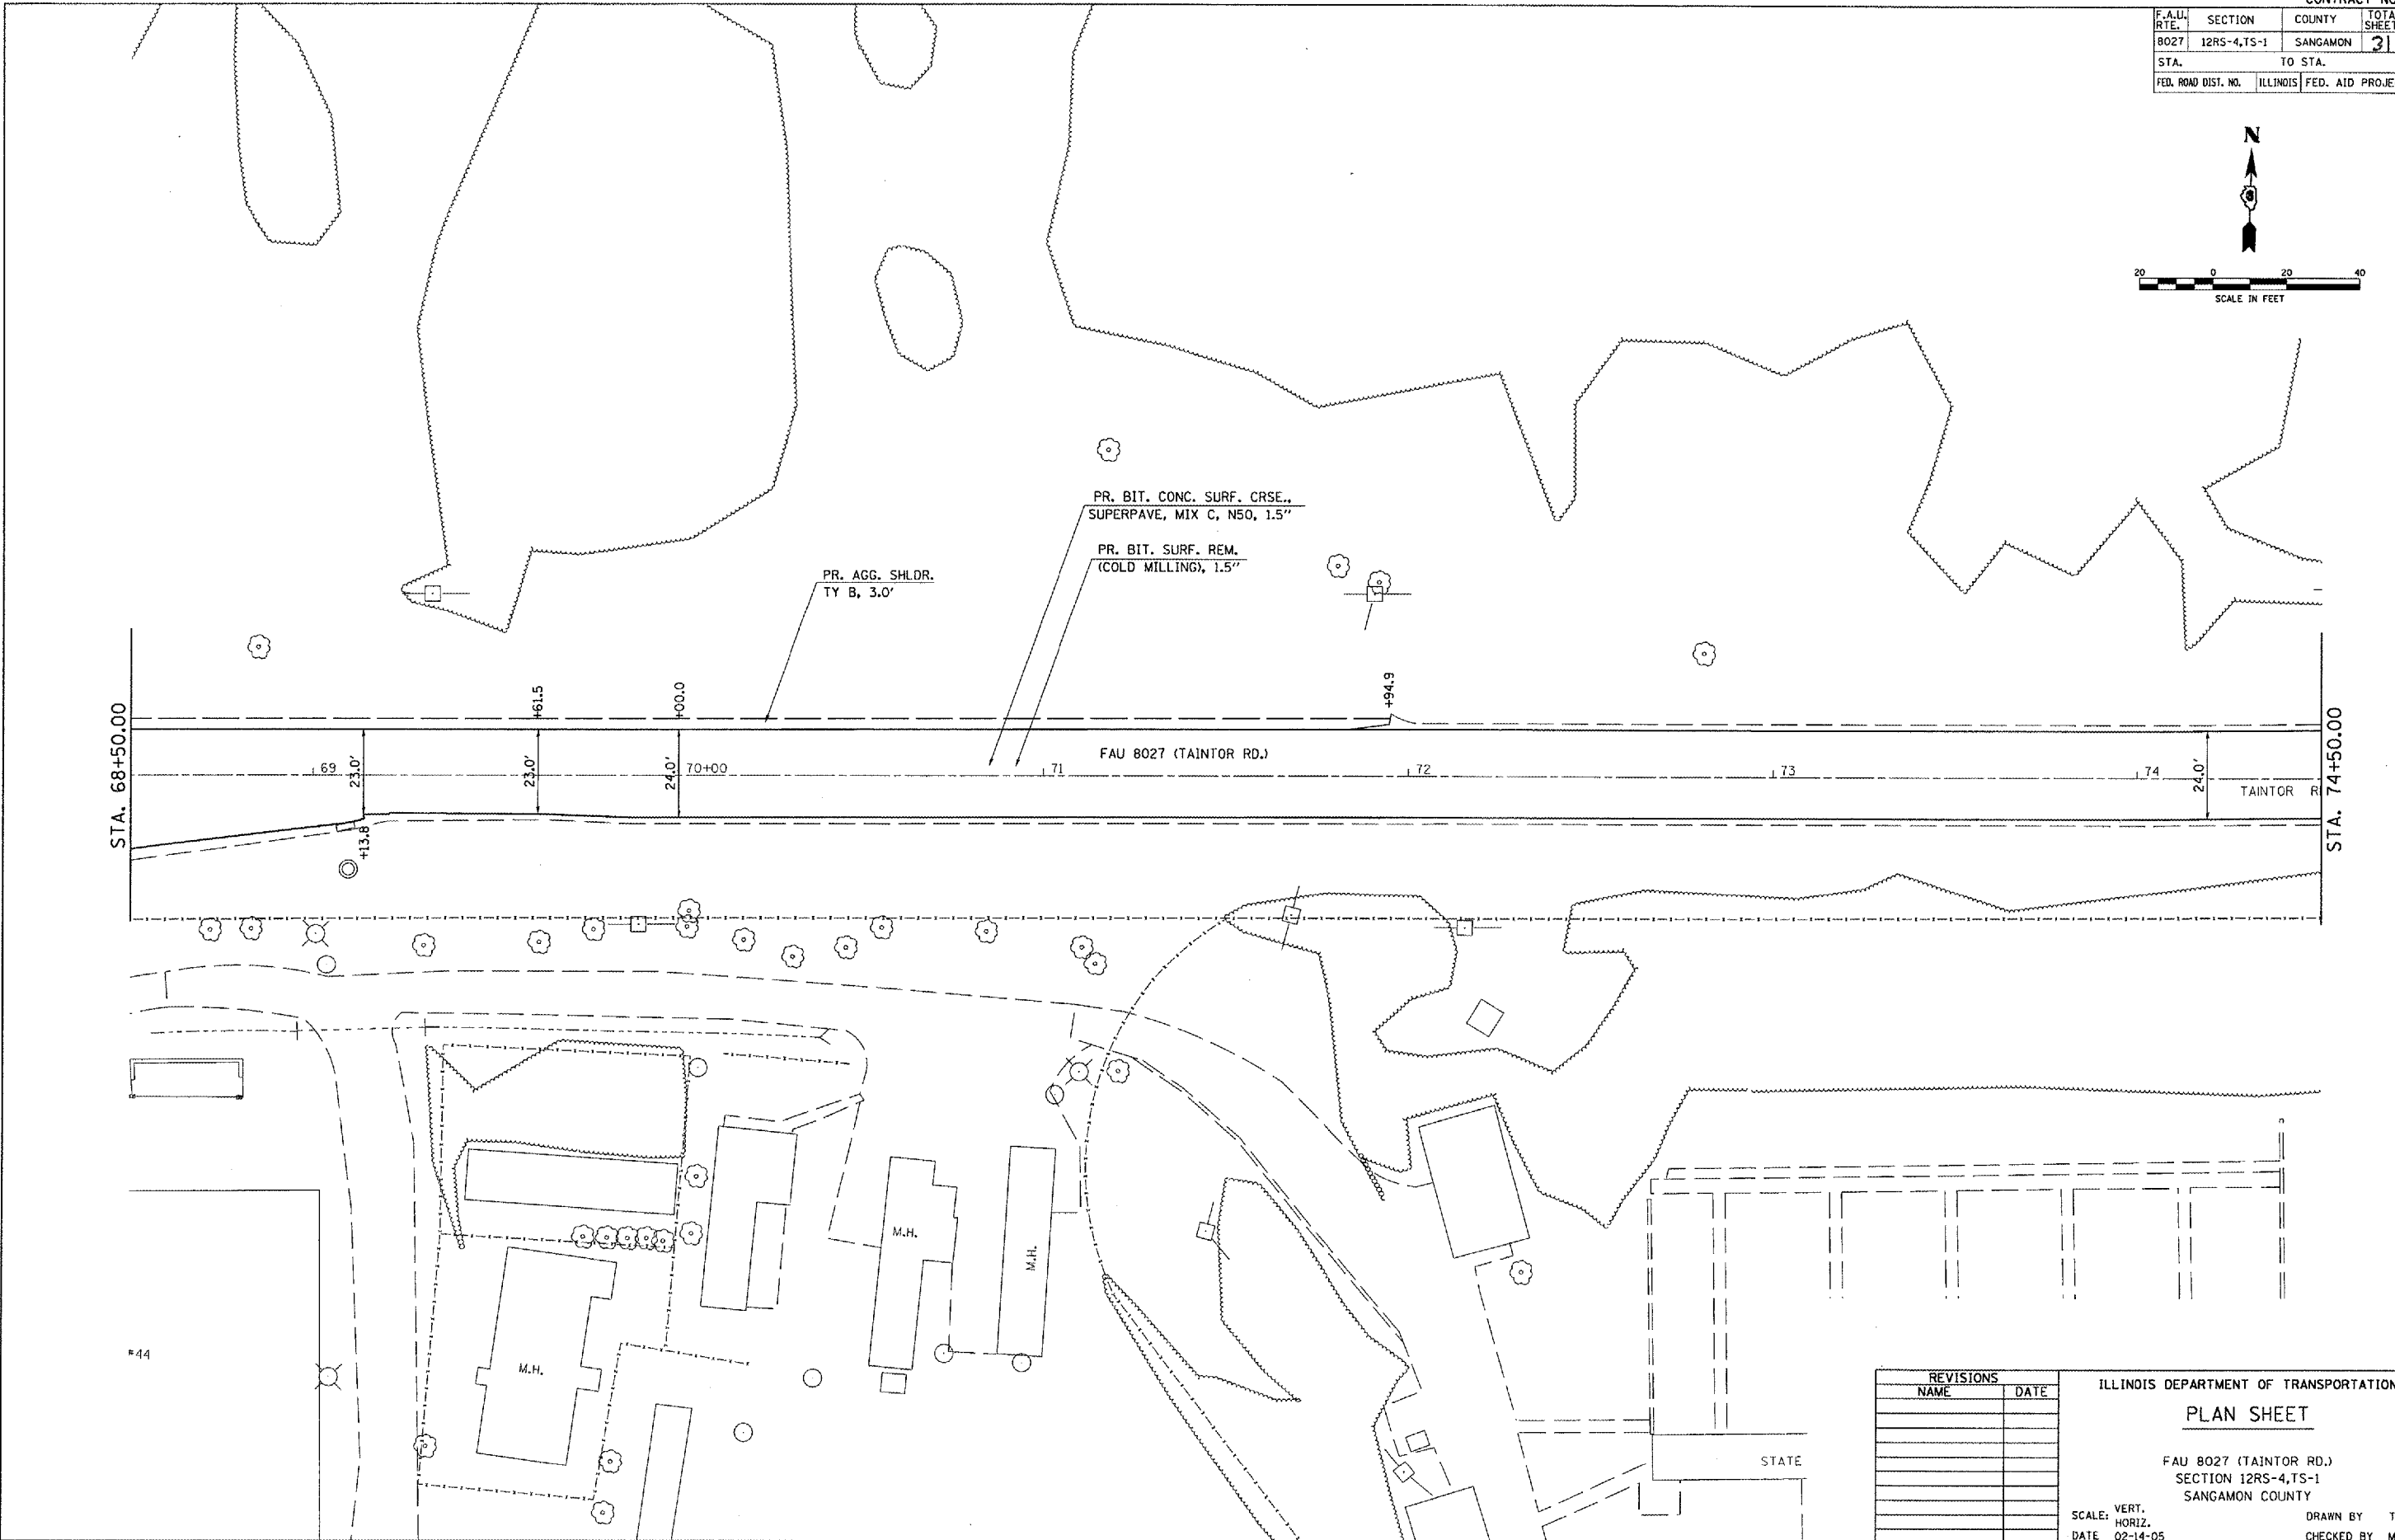 F.A.U. RTE. SECTION COUNTY
8027 12RS-4,TS-1 SANGAMON 31
STA. TO STA.
FED. ROAD DIST. NO. ILLINOIS FED. AID
N
20 0 20 40
SCALE IN FEET
PR. BIT. CONC. SURF. CRSE.,
SUPERPAVE, MIX C, N50, 1.5"
PR. BIT. SURF. REM.
(COLD MILLING), 1.5"
PR. AGG. SHLDR.
TY B, 3.0'
STA. 68+50.00
+61.5
+00.0
+94.9
STA. 74+50.00
FAU 8027 (TAINTOR RD.)
69
23.0'
23.0'
24.0'
70+00
71
72
73
74
24.0'
TAINTOR
+13.8
M.H.
M.H.
M.H.
#44
STATE
REVISIONS
NAME DATE
ILLINOIS DEPARTMENT OF TRANSPORTATION
PLAN SHEET
FAU 8027 (TAINTOR RD.)
SECTION 12RS-4,TS-1
SANGAMON COUNTY
SCALE: VERT.
HORIZ.
DRAWN BY
DATE 02-14-05
CHECKED BY